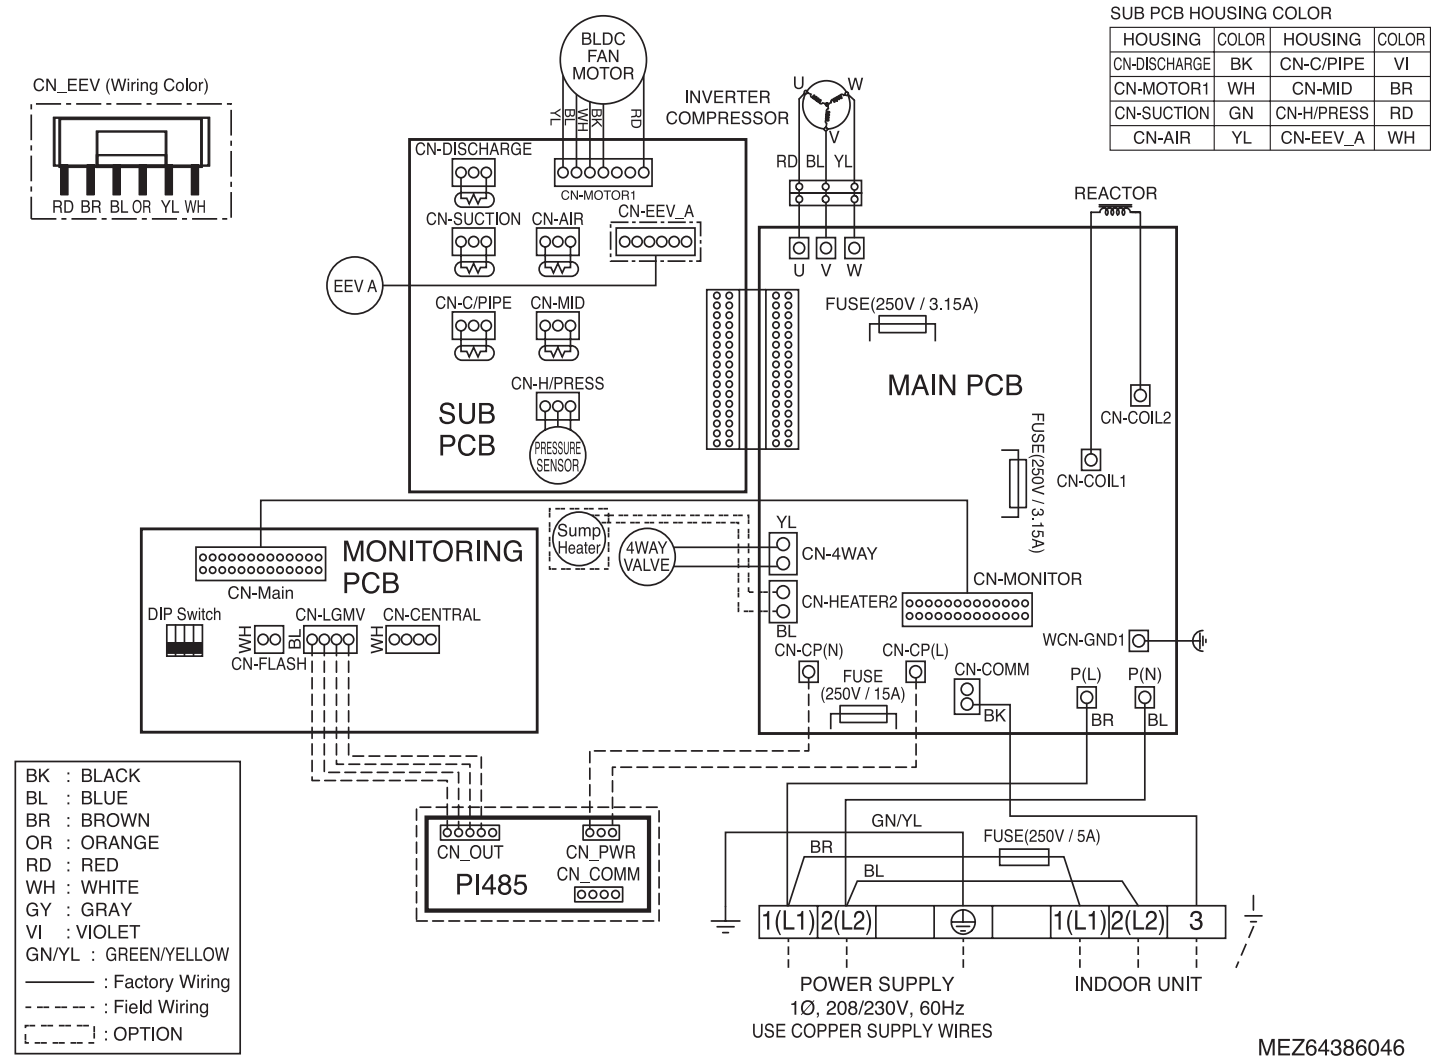 SUB PCB HOUSING COLOR
HOUSING COLOR HOUSING COLOR
CN-DISCHARGE BK CN-C/PIPE VI
CN-MOTOR1 WH CN-MID BR
CN-SUCTION GN CN-H/PRESS RD
CN-AIR YL CN-EEV_A WH
CN_EEV (Wiring Color)
RD BR BL OR YL WH
BLDC
FAN
MOTOR
YL BL WH BK RD
INVERTER
COMPRESSOR
U W
V
RD BL YL
U V W
REACTOR
CN-DISCHARGE
CN-MOTOR1
CN-SUCTION CN-AIR CN-EEV_A
EEV A
CN-C/PIPE CN-MID
CN-H/PRESS
PRESSURE
SENSOR
SUB
PCB
FUSE(250V / 3.15A)
MAIN PCB
CN-COIL2
CN-COIL1
FUSE(250V / 3.15A)
Sump
Heater
4WAY
VALVE
YL
CN-4WAY
CN-HEATER2
BL
CN-MONITOR
WCN-GND1
CN-CP(N)
CN-CP(L)
FUSE
(250V / 15A)
CN-COMM
BK
P(L) P(N)
BR BL
MONITORING
PCB
CN-Main
DIP Switch
WH
CN-FLASH
BL
CN-LGMV
WH
CN-CENTRAL
BK : BLACK
BL : BLUE
BR : BROWN
OR : ORANGE
RD : RED
WH : WHITE
GY : GRAY
VI : VIOLET
GN/YL : GREEN/YELLOW
: Factory Wiring
: Field Wiring
: OPTION
CN_OUT
CN_PWR
CN_COMM
PI485
GN/YL
BR
BL
FUSE(250V / 5A)
1(L1) 2(L2) 1(L1) 2(L2) 3
POWER SUPPLY
1Ø, 208/230V, 60Hz
USE COPPER SUPPLY WIRES
INDOOR UNIT
MEZ64386046